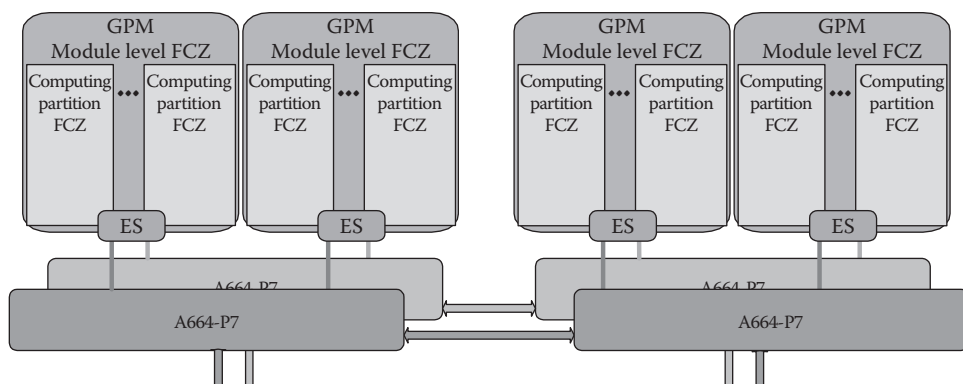 GPM
Module level FCZ
Computing
partition
FCZ
•••
Computing
partition
FCZ
ES
GPM
Module level FCZ
Computing
partition
FCZ
•••
Computing
partition
FCZ
ES
GPM
Module level FCZ
Computing
partition
FCZ
•••
Computing
partition
FCZ
ES
GPM
Module level FCZ
Computing
partition
FCZ
•••
Computing
partition
FCZ
ES
A664-P7
A664-P7
A664-P7
A664-P7